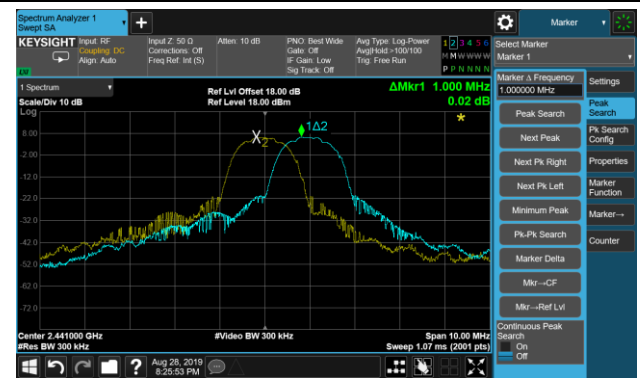 Spectrum Analyzer 1
Swept SA
Marker
KEYSIGHT
Input: RF
Coupling: DC
Align: Auto
Input Z: 50 Ω
Corrections: Off
Freq Ref: Int (S)
Atten: 10 dB
PNO: Best Wide
Gate: Off
IF Gain: Low
Sig Track: Off
Avg Type: Log-Power
Avg|Hold:>100/100
Trig: Free Run
1 2 3 4 5 6
M M W W W W
P P N N N N
Select Marker
Marker 1
1 Spectrum
Scale/Div 10 dB
Log
Ref Lvl Offset 18.00 dB
Ref Level 18.00 dBm
ΔMkr1 1.000 MHz
0.02 dB
8.00
-2.00
-12.0
-22.0
-32.0
-42.0
-52.0
-62.0
-72.0
X2
1Δ2
*
Center 2.441000 GHz
#Res BW 300 kHz
#Video BW 300 kHz
Span 10.00 MHz
Sweep 1.07 ms (2001 pts)
Marker Δ Frequency
1.000000 MHz
Peak Search
Next Peak
Next Pk Right
Next Pk Left
Minimum Peak
Pk-Pk Search
Marker Delta
Mkr→CF
Mkr→Ref Lvl
Continuous Peak
Search
On
Off
Settings
Peak
Search
Pk Search
Config
Properties
Marker
Function
Marker→
Counter
?
Aug 28, 2019
8:25:53 PM